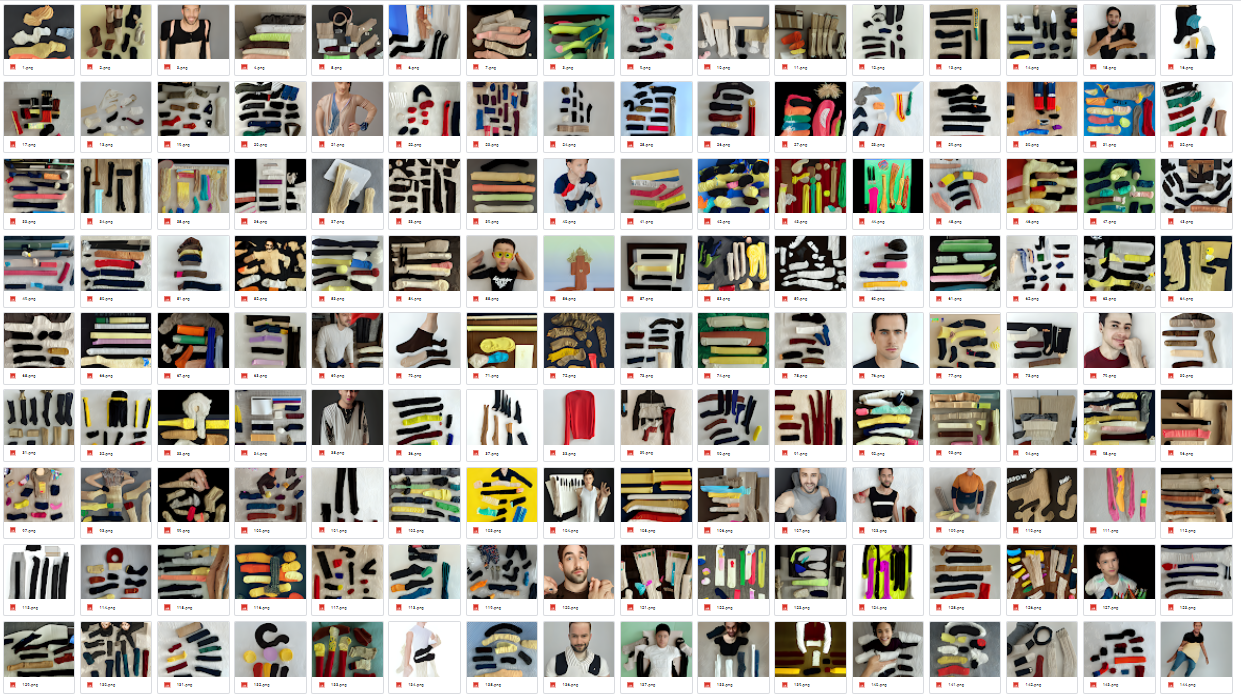 1.png 2.png 3.png 4.png 5.png 6.png 7.png 8.png 9.png 10.png 11.png 12.png 13.png 14.png 15.png 16.png
17.png 18.png 19.png 20.png 21.png 22.png 23.png 24.png 25.png 26.png 27.png 28.png 29.png 30.png 31.png 32.png
33.png 34.png 35.png 36.png 37.png 38.png 39.png 40.png 41.png 42.png 43.png 44.png 45.png 46.png 47.png 48.png
49.png 50.png 51.png 52.png 53.png 54.png 55.png 56.png 57.png 58.png 59.png 60.png 61.png 62.png 63.png 64.png
65.png 66.png 67.png 68.png 69.png 70.png 71.png 72.png 73.png 74.png 75.png 76.png 77.png 78.png 79.png 80.png
81.png 82.png 83.png 84.png 85.png 86.png 87.png 88.png 89.png 90.png 91.png 92.png 93.png 94.png 95.png 96.png
97.png 98.png 99.png 100.png 101.png 102.png 103.png 104.png 105.png 106.png 107.png 108.png 109.png 110.png 111.png 112.png
113.png 114.png 115.png 116.png 117.png 118.png 119.png 120.png 121.png 122.png 123.png 124.png 125.png 126.png 127.png 128.png
129.png 130.png 131.png 132.png 133.png 134.png 135.png 136.png 137.png 138.png 139.png 140.png 141.png 142.png 143.png 144.png